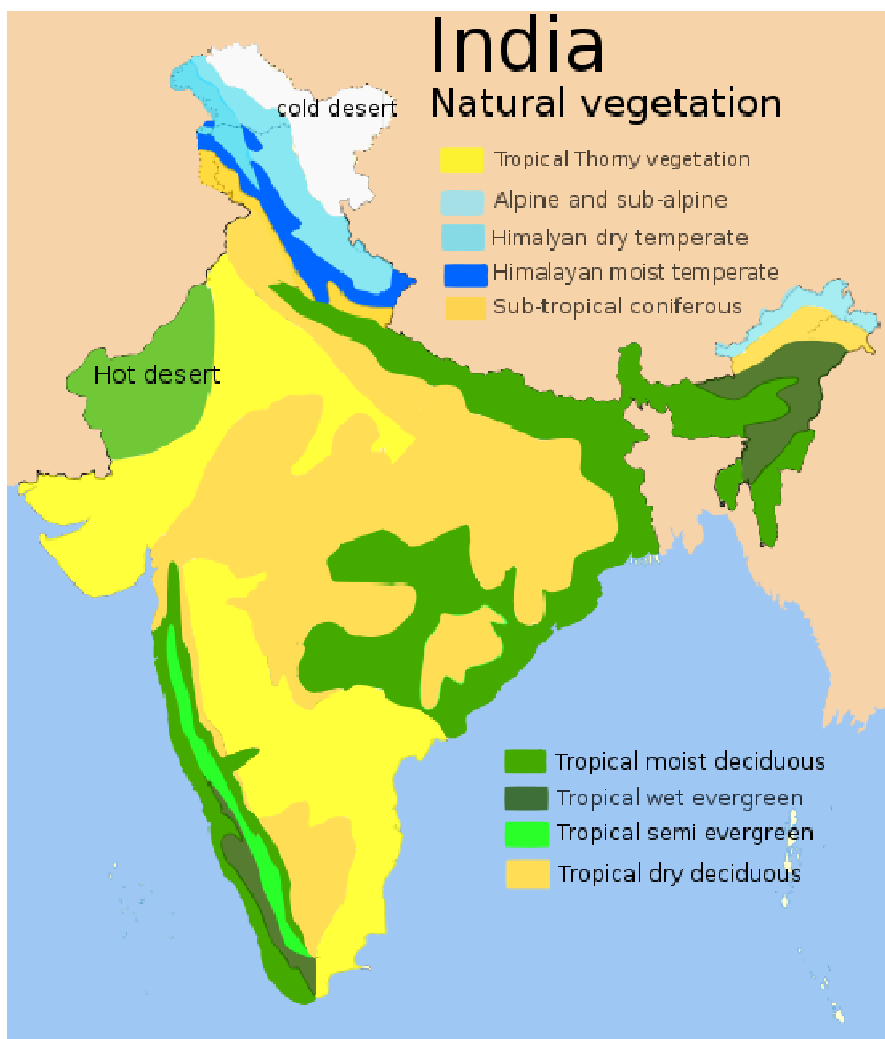 India
Natural vegetation
cold desert
Tropical Thorny vegetation
Alpine and sub-alpine
Himalyan dry temperate
Himalayan moist temperate
Sub-tropical coniferous
Hot desert
Tropical moist deciduous
Tropical wet evergreen
Tropical semi evergreen
Tropical dry deciduous